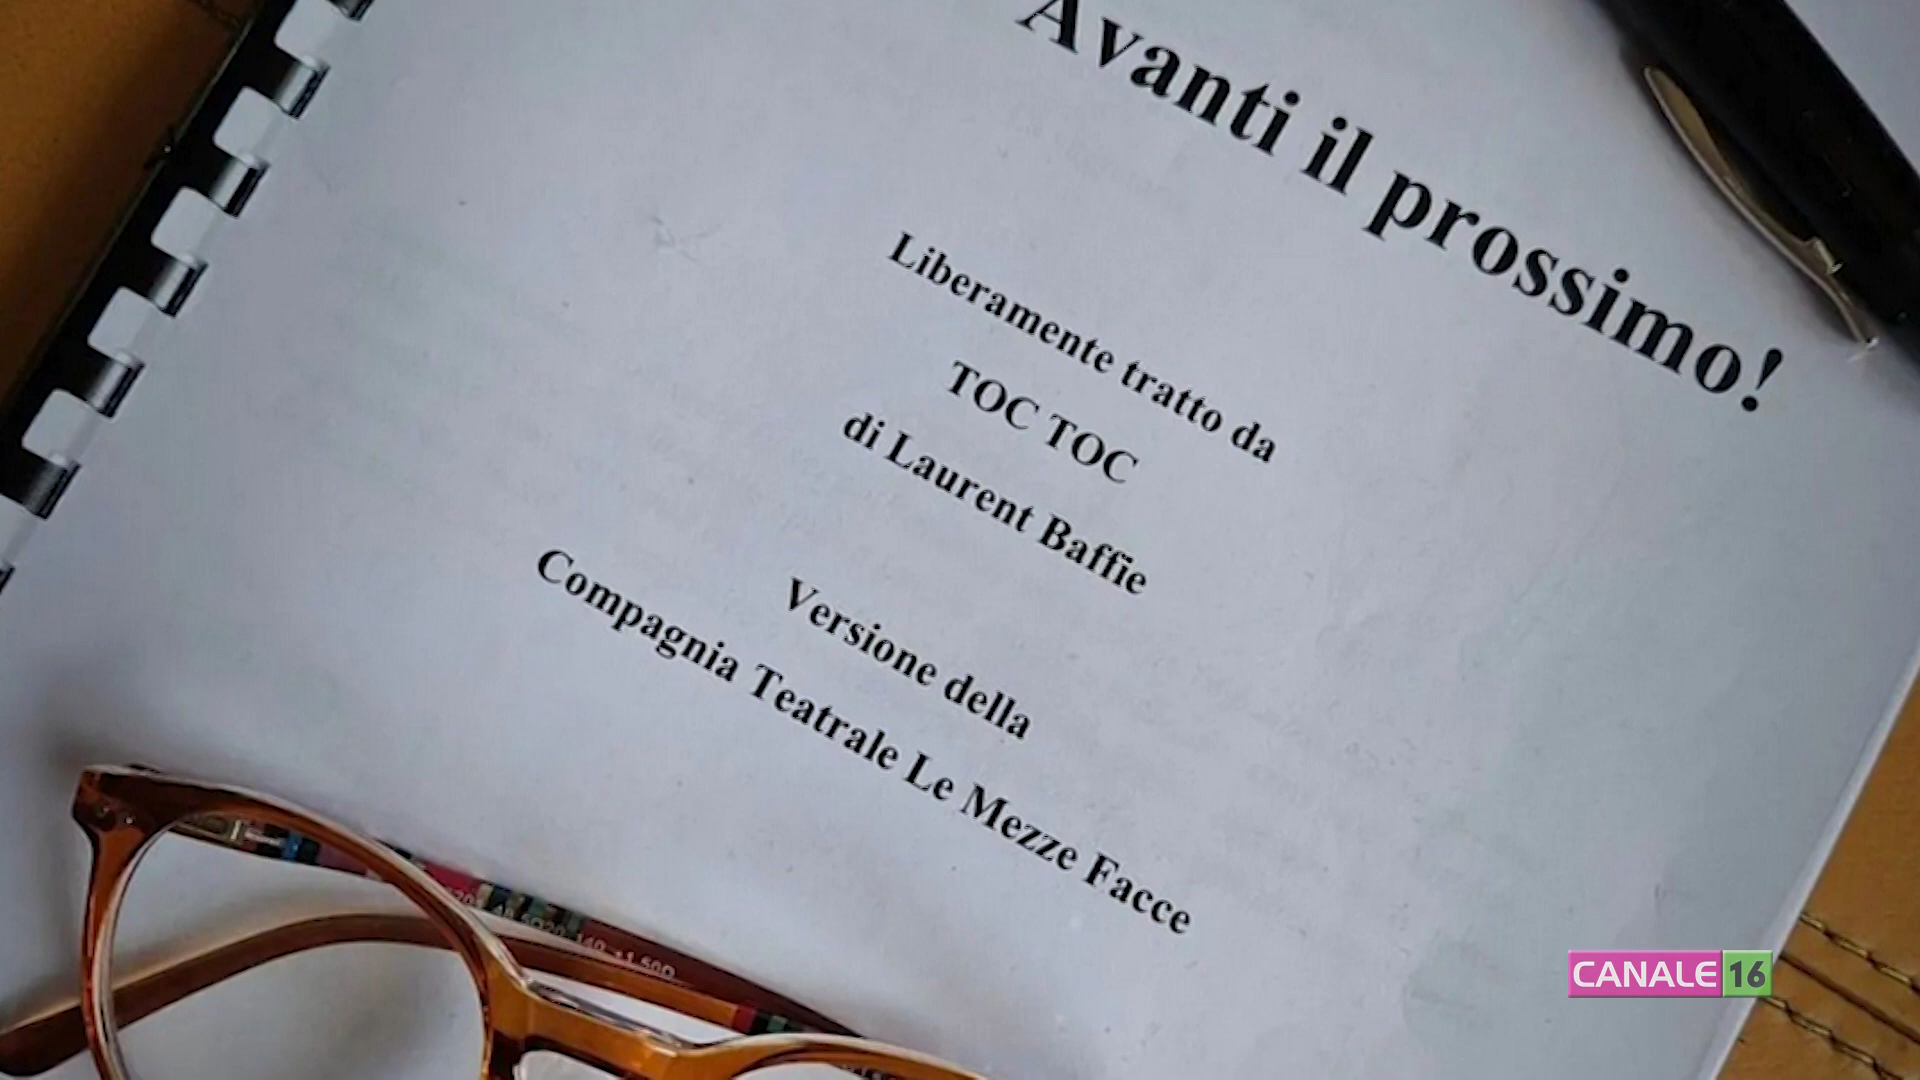 Avanti il prossimo!
Liberamente tratto da
TOC TOC
di Laurent Baffie
Versione della
Compagnia Teatrale Le Mezze Facce
CANALE 16